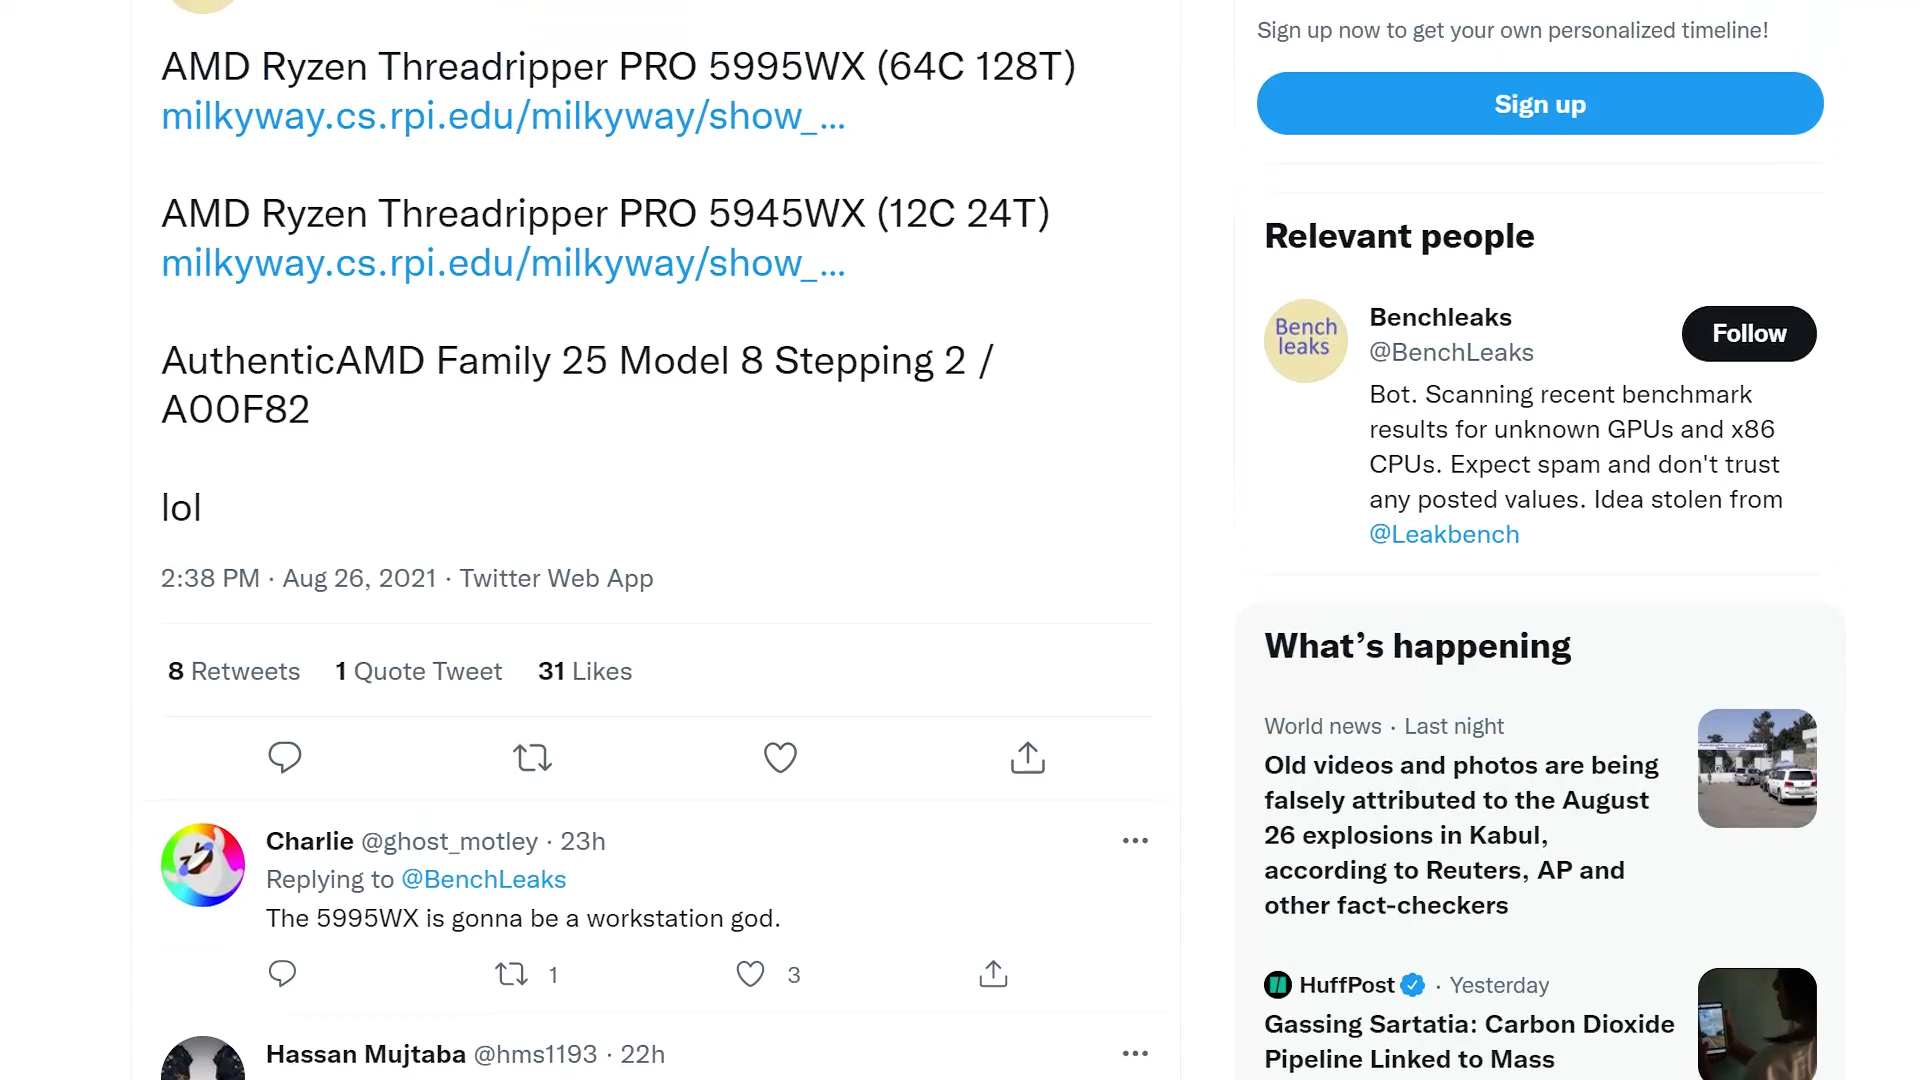 AMD Ryzen Threadripper PRO 5995WX (64C 128T)
milkyway.cs.rpi.edu/milkyway/show_...
AMD Ryzen Threadripper PRO 5945WX (12C 24T)
milkyway.cs.rpi.edu/milkyway/show_...
AuthenticAMD Family 25 Model 8 Stepping 2 /
A00F82
lol
2:38 PM · Aug 26, 2021 · Twitter Web App
8 Retweets 1 Quote Tweet 31 Likes
Charlie @ghost_motley · 23h
Replying to @BenchLeaks
The 5995WX is gonna be a workstation god.
1 3
Hassan Mujtaba @hms1193 · 22h
Sign up now to get your own personalized timeline!
Sign up
Relevant people
Bench
leaks
Benchleaks
@BenchLeaks
Follow
Bot. Scanning recent benchmark
results for unknown GPUs and x86
CPUs. Expect spam and don't trust
any posted values. Idea stolen from
@Leakbench
What's happening
World news · Last night
Old videos and photos are being
falsely attributed to the August
26 explosions in Kabul,
according to Reuters, AP and
other fact-checkers
HuffPost · Yesterday
Gassing Sartatia: Carbon Dioxide
Pipeline Linked to Mass